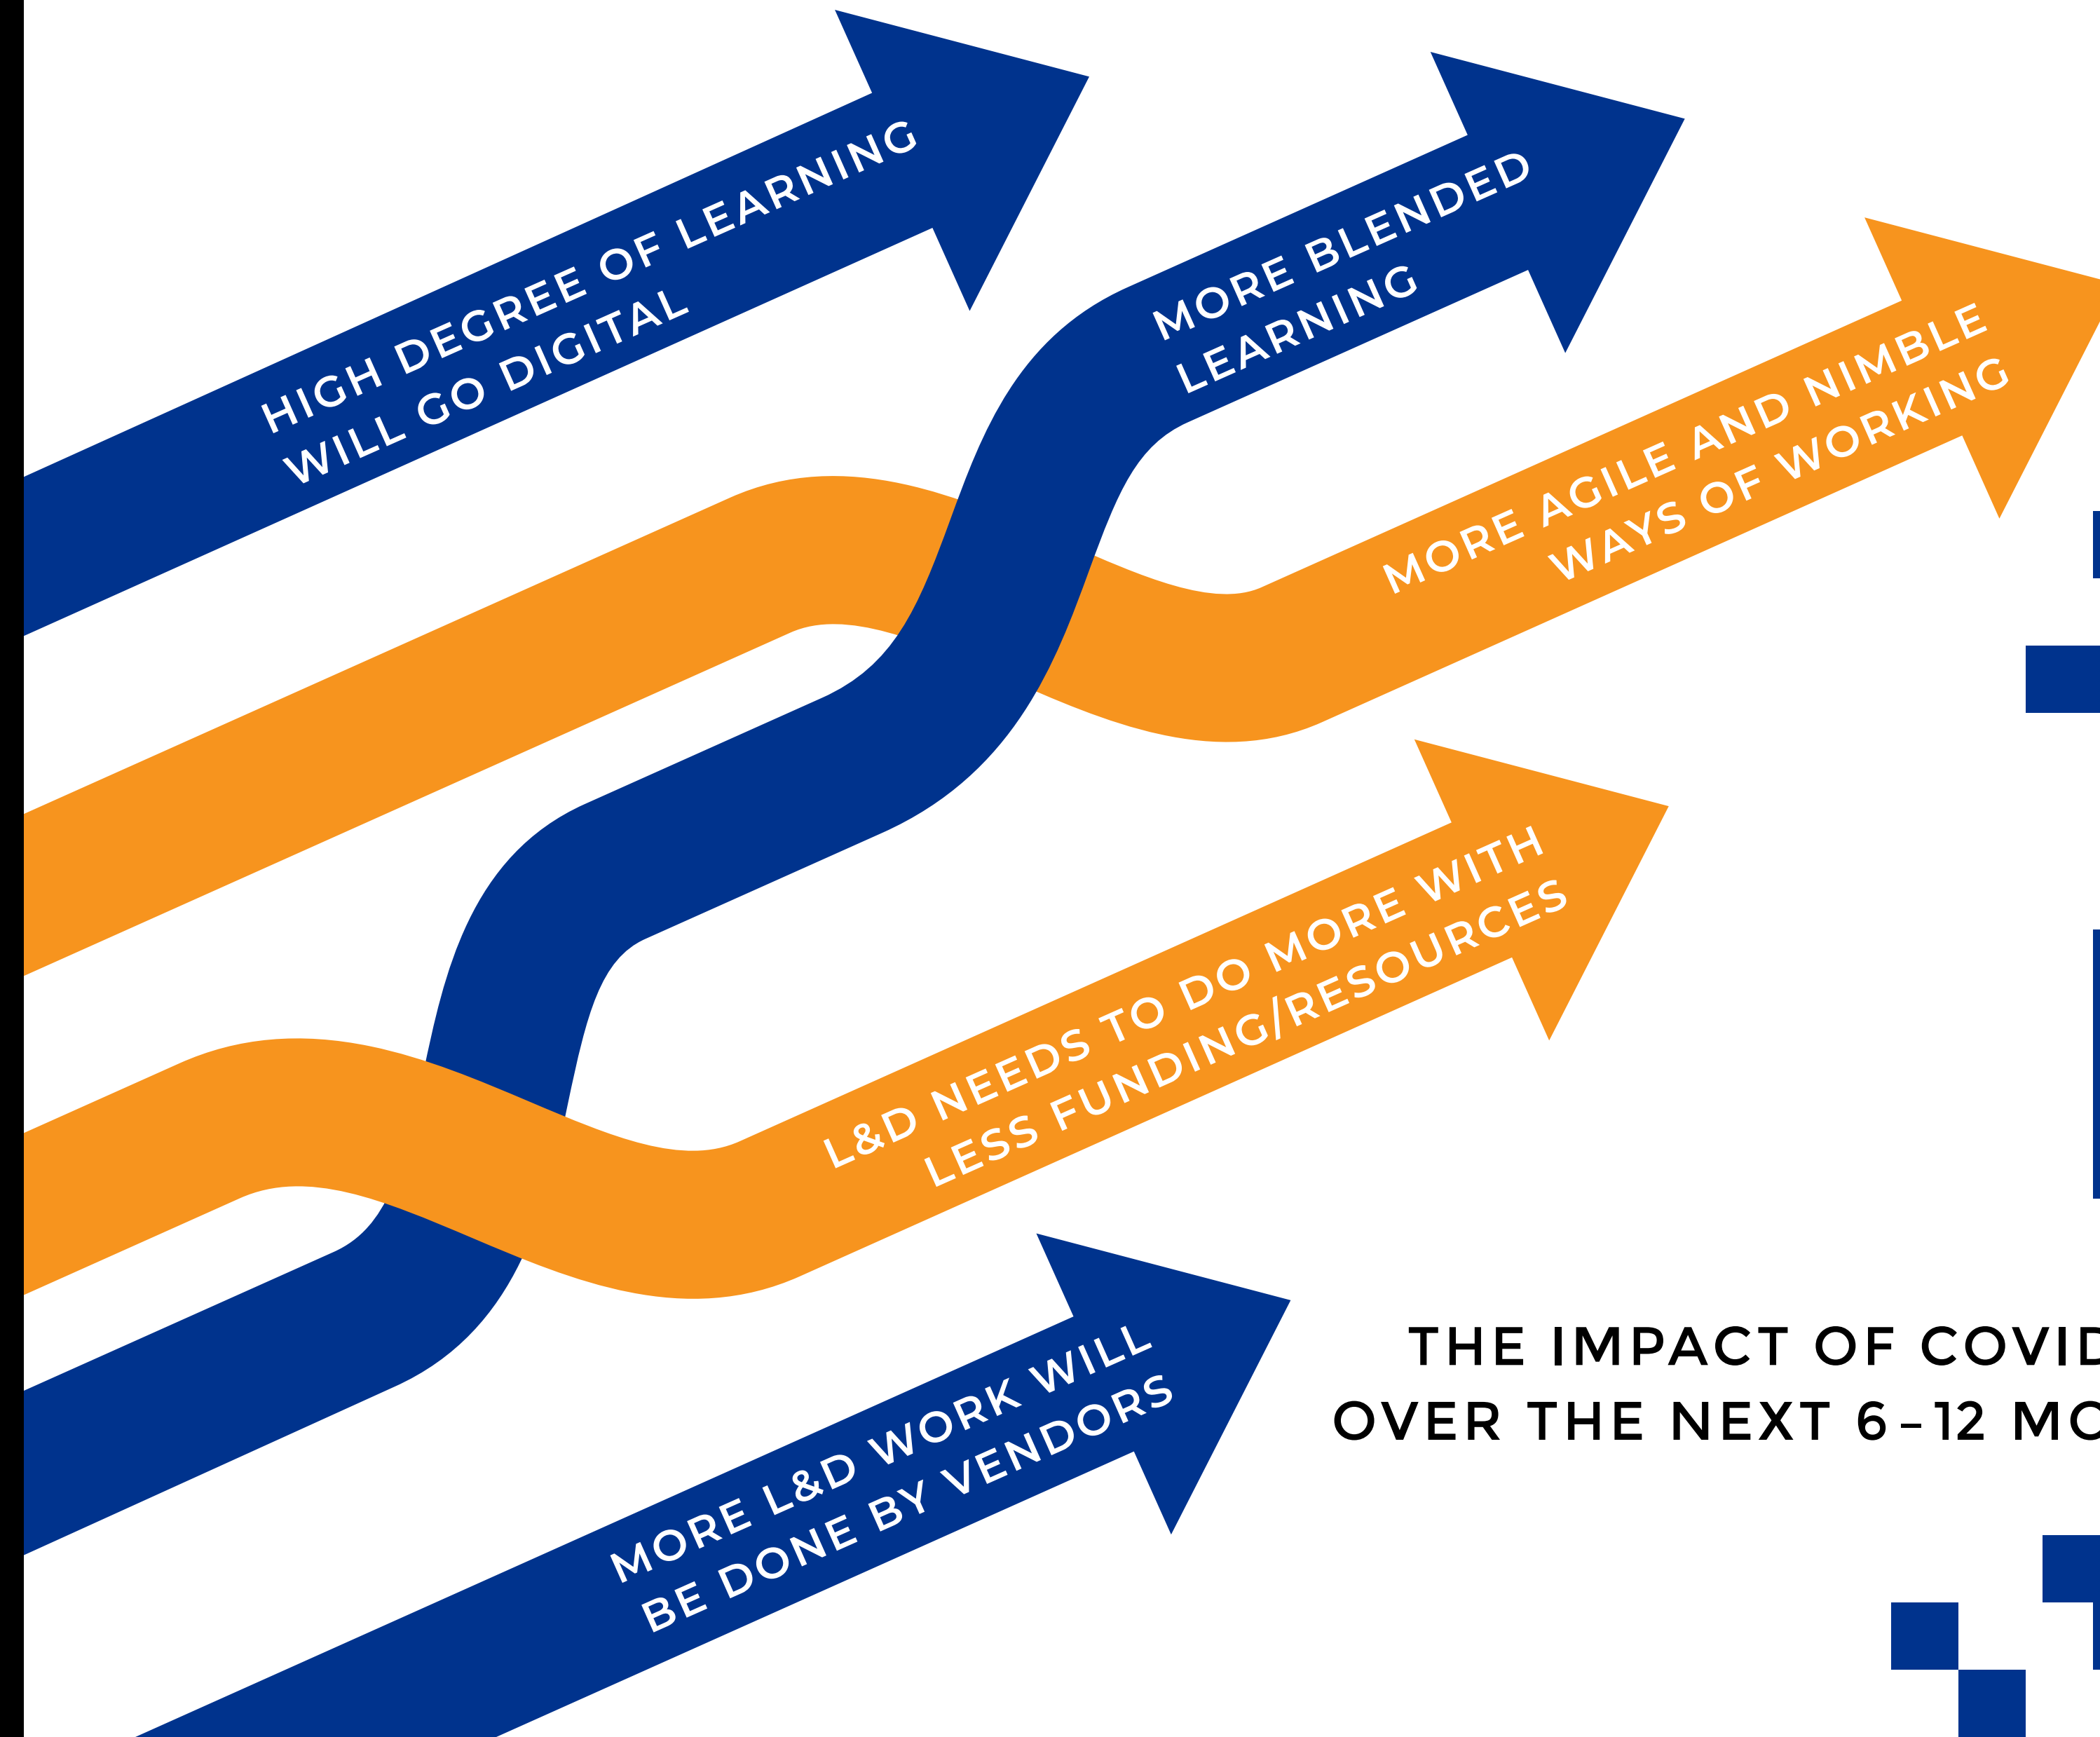 HIGH DEGREE OF LEARNING
WILL GO DIGITAL
MORE BLENDED
LEARNING
MORE AGILE AND NIMBLE
WAYS OF WORKING
L&D NEEDS TO DO MORE WITH
LESS FUNDING/RESOURCES
MORE L&D WORK WILL
BE DONE BY VENDORS
THE IMPACT OF COVID
OVER THE NEXT 6–12